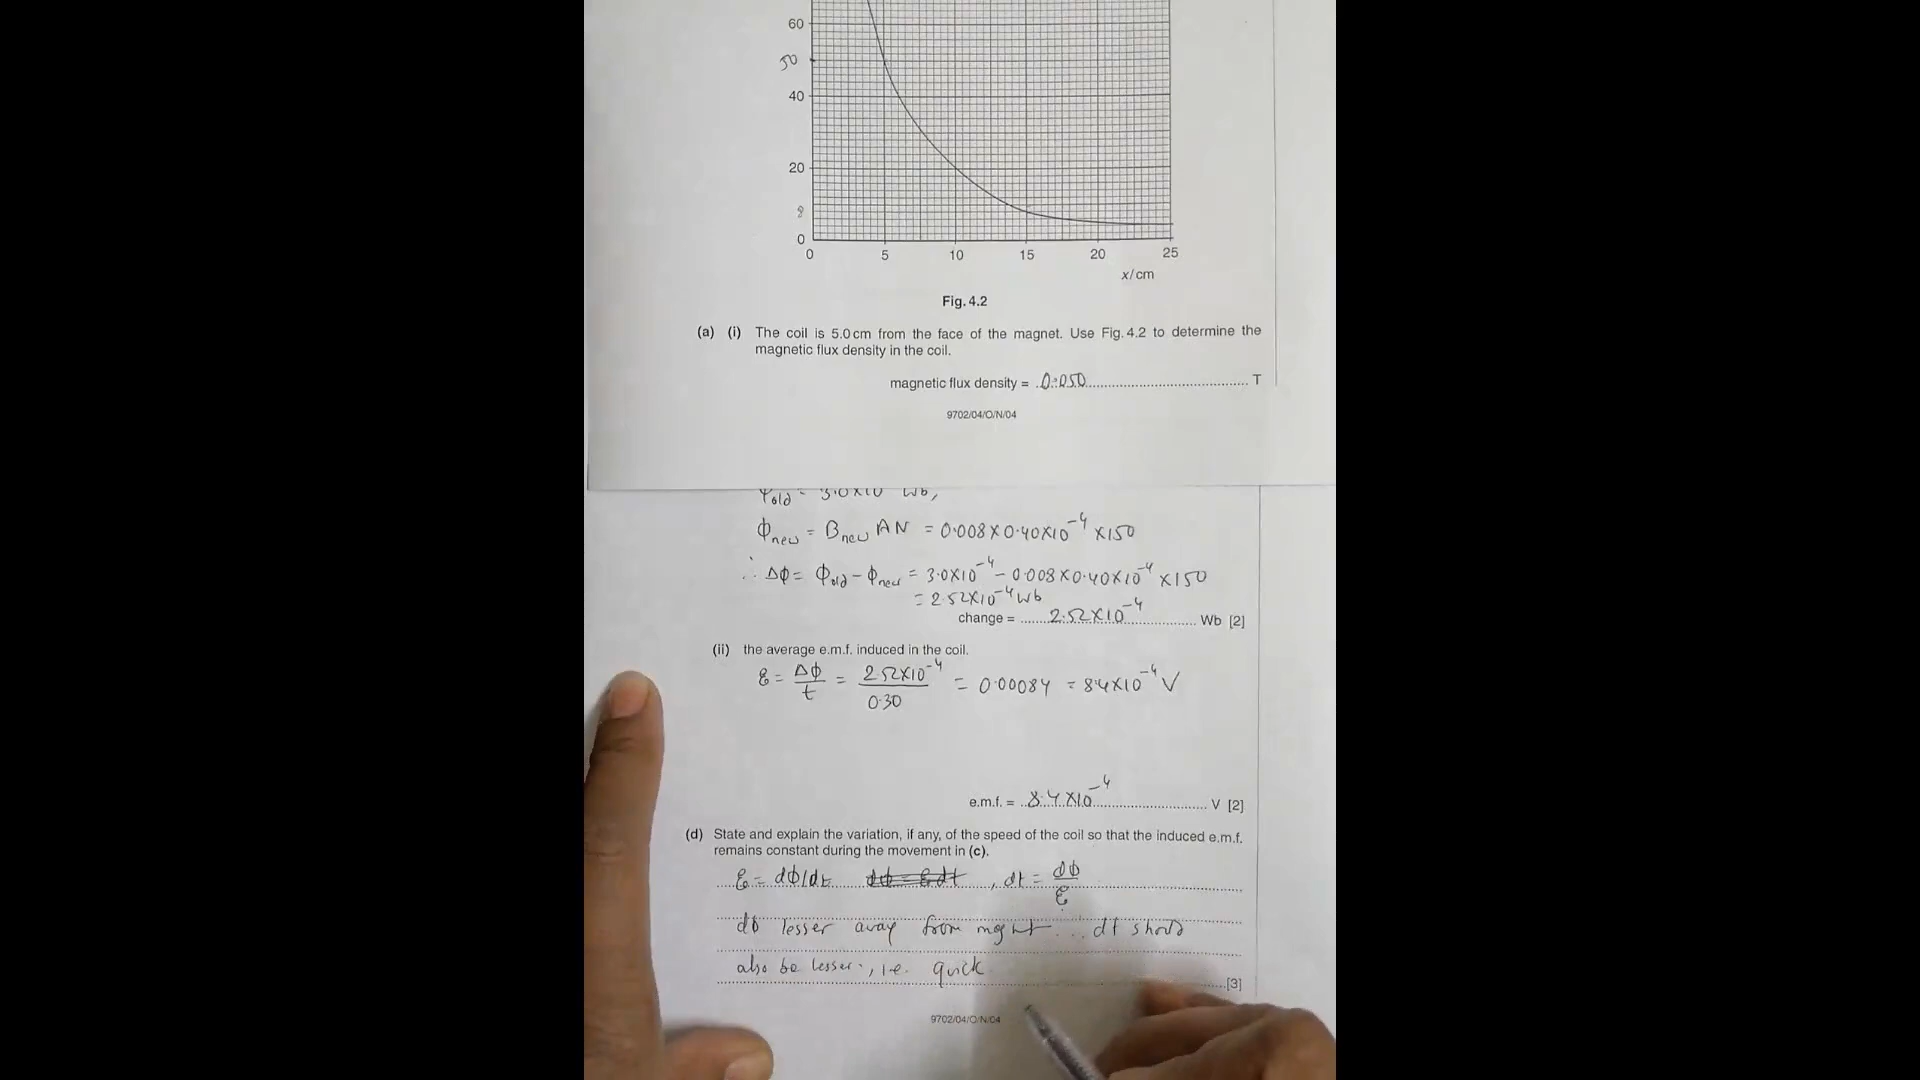 60
50
40
20
8
0
0 5 10 15 20 25
x/cm
Fig. 4.2
(a) (i) The coil is 5.0 cm from the face of the magnet. Use Fig. 4.2 to determine the
magnetic flux density in the coil.
magnetic flux density = 0.050 T
9702/04/O/N/04
Φnew = Bnew AN = 0.008×0.40×10⁻⁴ ×150
∴ ΔΦ = Φold − Φnew = 3.0×10⁻⁴ − 0.008×0.40×10⁻⁴ ×150
= 2.52×10⁻⁴ Wb
change = 2.52×10⁻⁴ Wb [2]
(ii) the average e.m.f. induced in the coil.
ℰ = ΔΦ/t = 2.52×10⁻⁴/0.30 = 0.00084 = 8.4×10⁻⁴ V
e.m.f. = 8.4×10⁻⁴ V [2]
(d) State and explain the variation, if any, of the speed of the coil so that the induced e.m.f.
remains constant during the movement in (c).
ℰ = dΦ/dt dΦ = ℰdt , dt = dΦ/ℰ
dΦ lesser away from magnet ∴ dt should
also be lesser, i.e. quick
[3]
9702/04/O/N/04